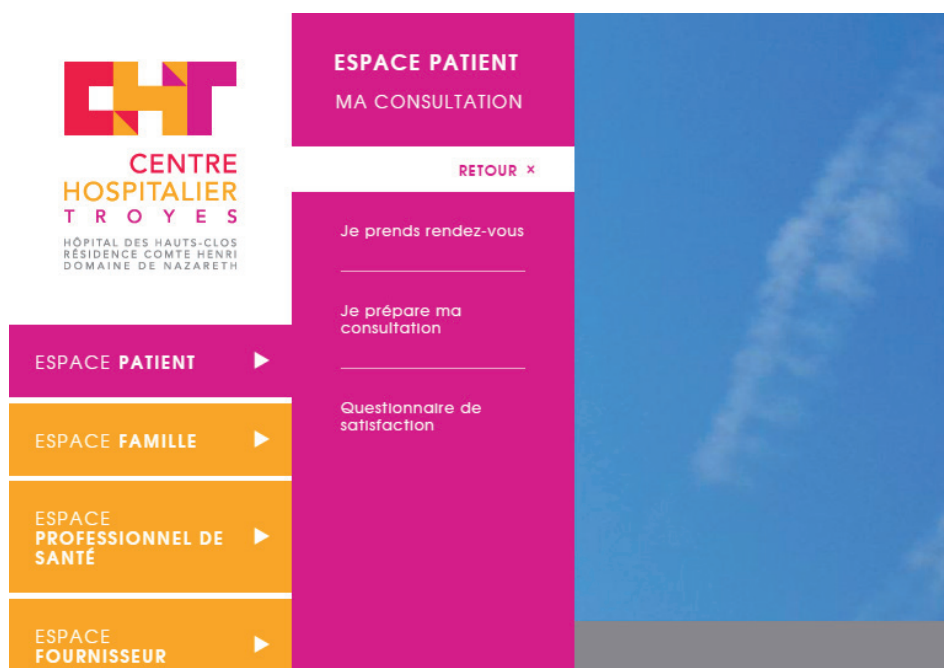 CHT
CENTRE
HOSPITALIER
TROYES
HÔPITAL DES HAUTS-CLOS
RÉSIDENCE COMTE HENRI
DOMAINE DE NAZARETH
ESPACE PATIENT
ESPACE FAMILLE
ESPACE
PROFESSIONNEL DE
SANTÉ
ESPACE
FOURNISSEUR
ESPACE PATIENT
MA CONSULTATION
RETOUR ×
Je prends rendez-vous
Je prépare ma
consultation
Questionnaire de
satisfaction